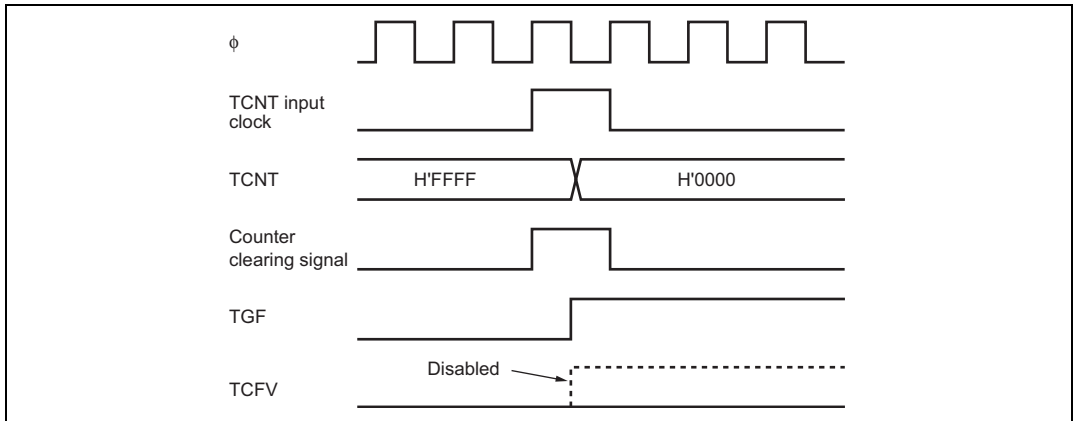 φ
TCNT input
clock
TCNT
H'FFFF
H'0000
Counter
clearing signal
TGF
Disabled
TCFV